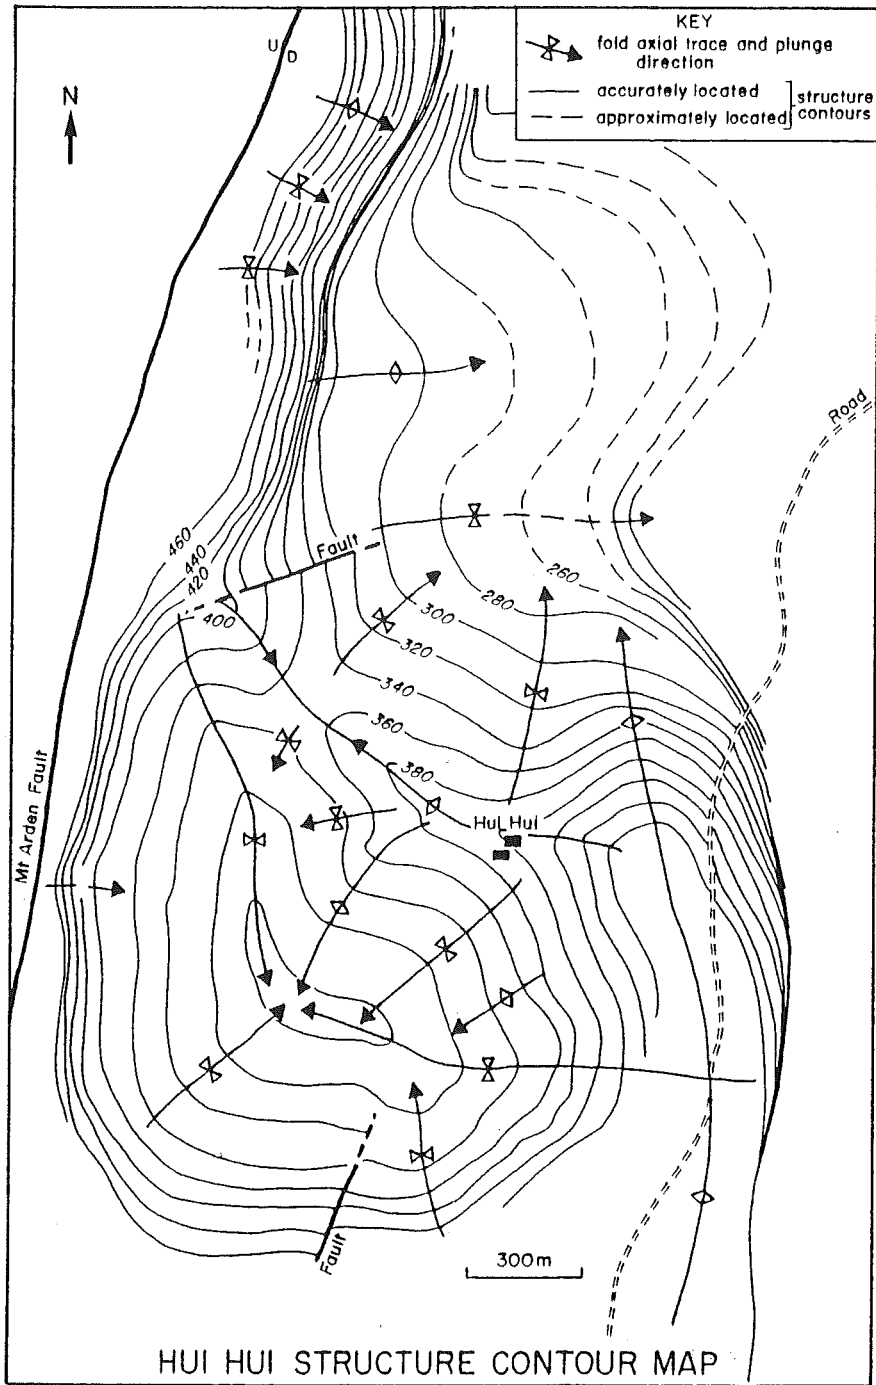 KEY
fold axial trace and plunge
direction
accurately located
approximately located
structure
contours
U
D
N
Road
460
440
420
400
Fault
260
280
300
320
340
360
380
Hui Hui
Mt Arden Fault
Fault
300m
HUI HUI STRUCTURE CONTOUR MAP